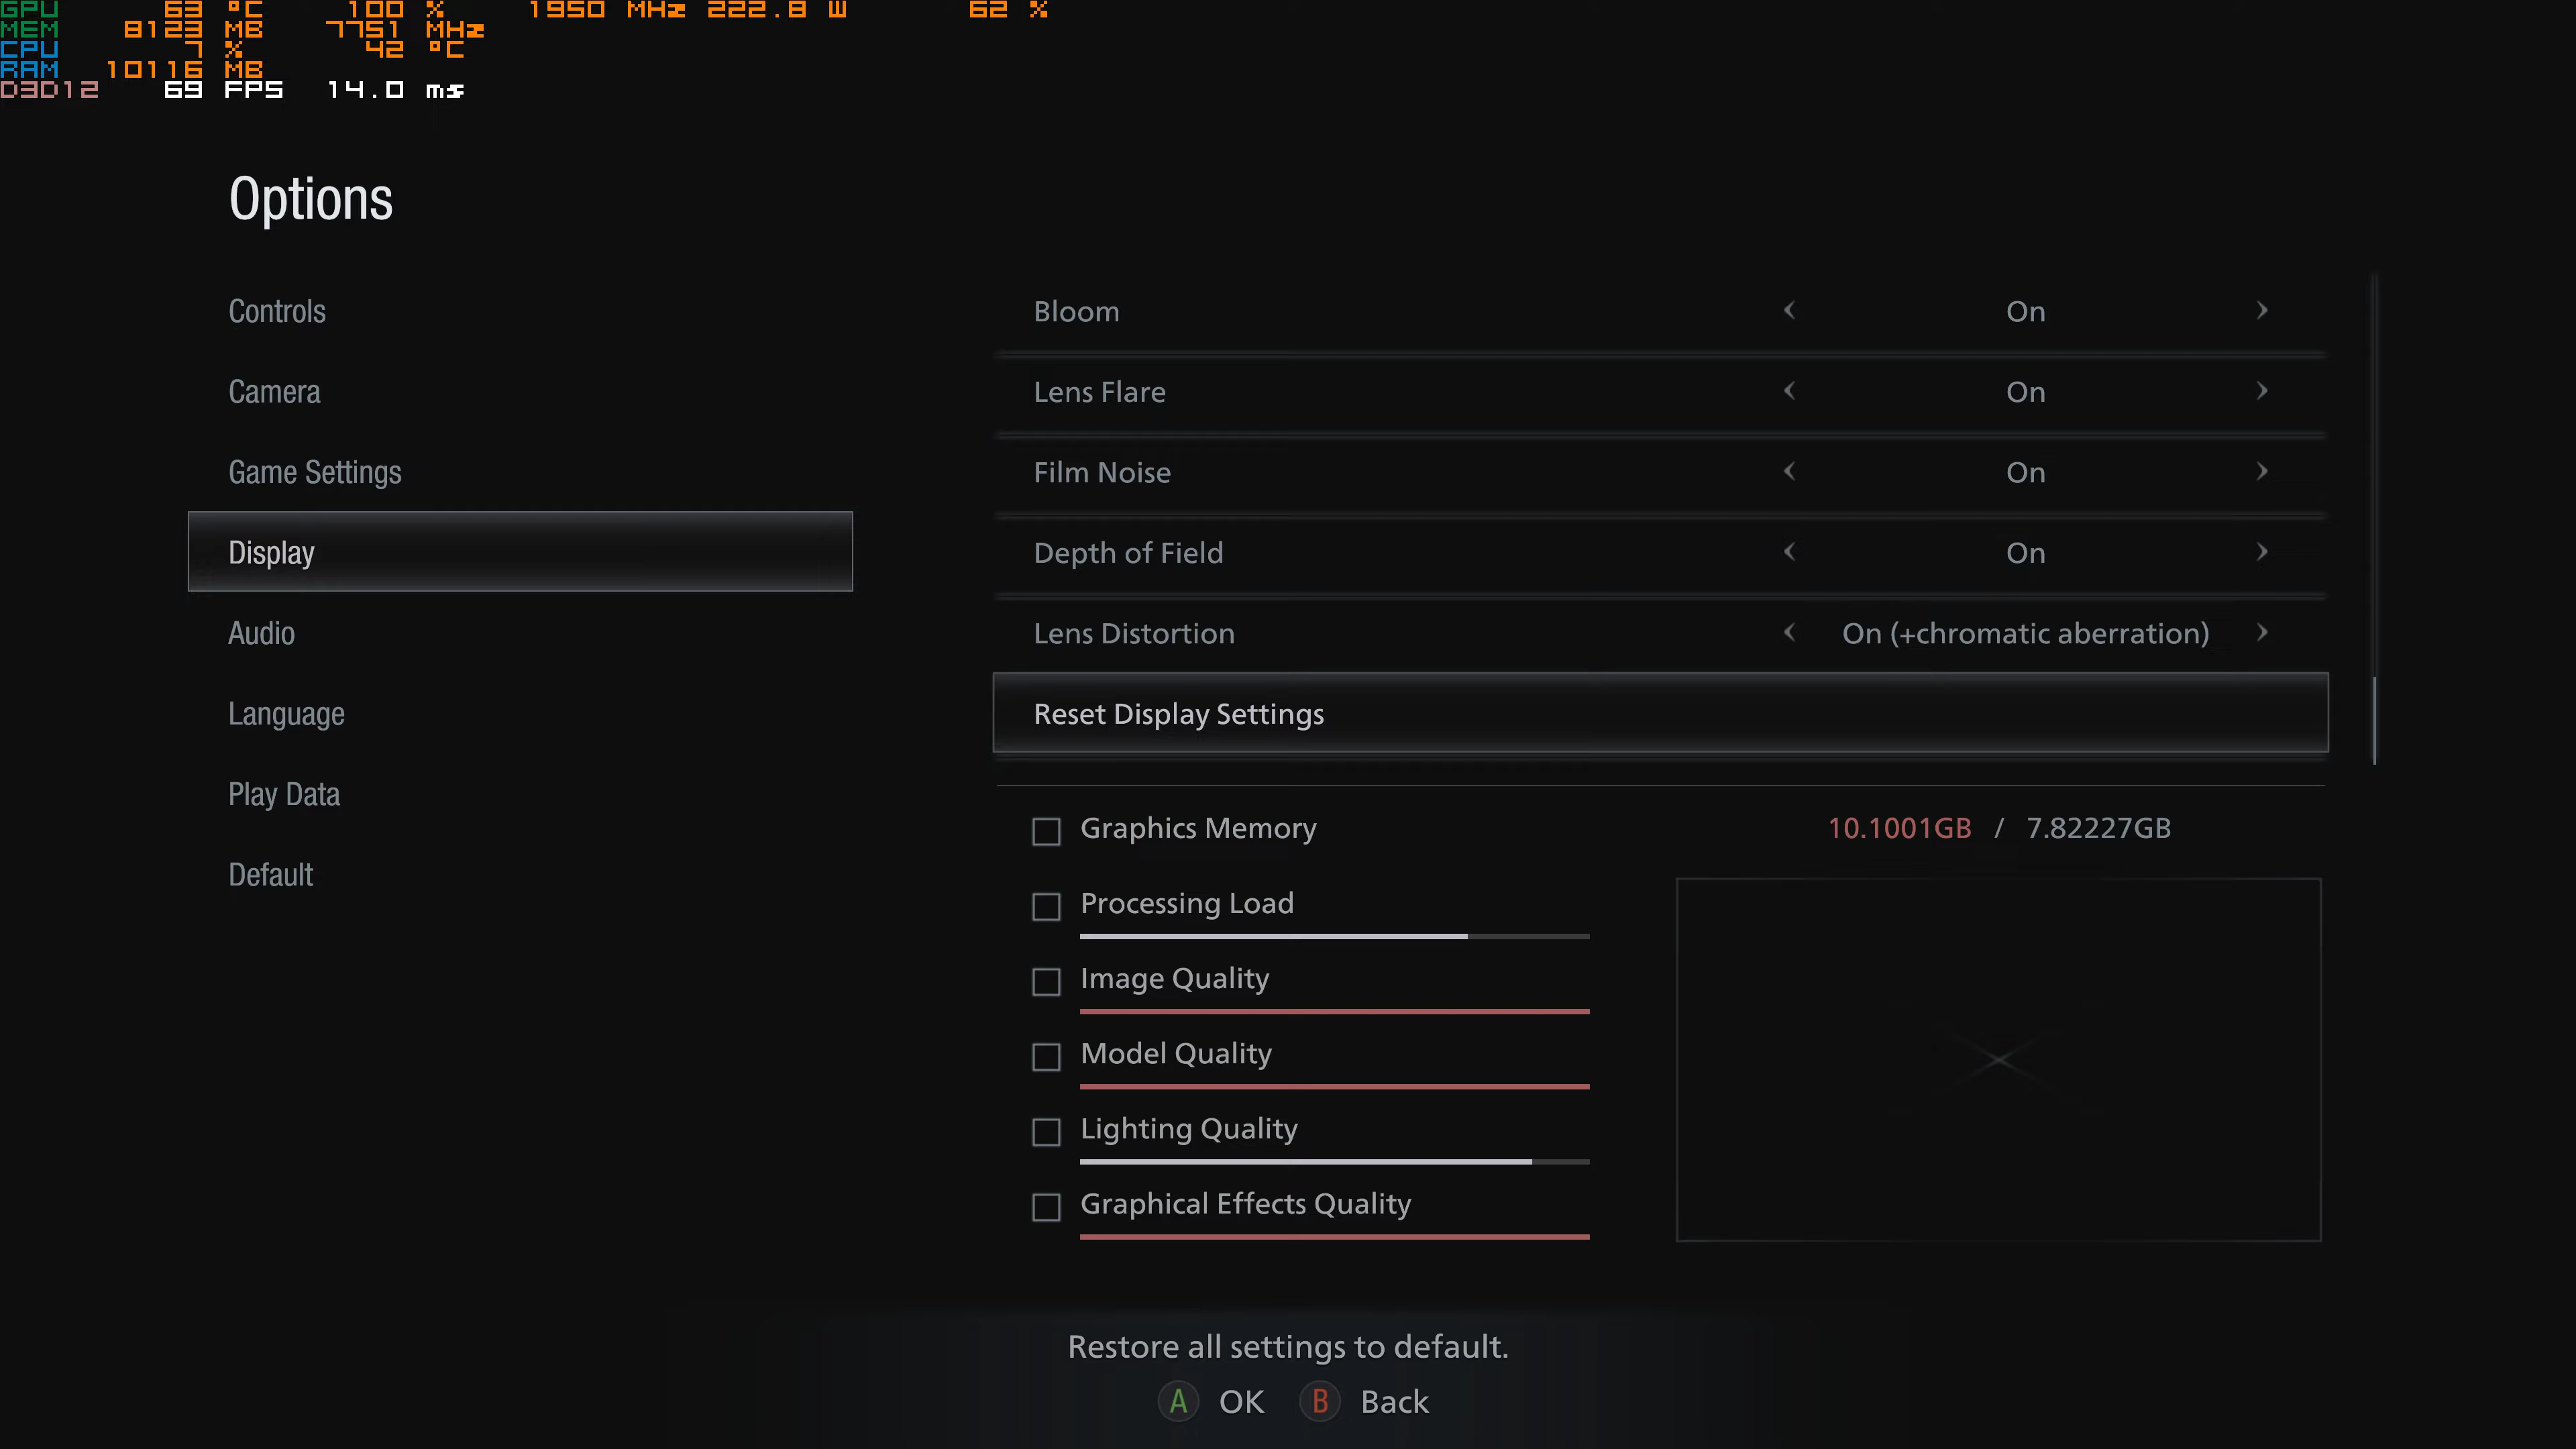 GPU 63 °C 100 % 1950 MHz 222.8 W 62 %
MEM 8123 MB 7751 MHz
CPU 7 % 42 °C
RAM 10116 MB
D3D12 69 FPS 14.0 ms
Options
Controls
Camera
Game Settings
Display
Audio
Language
Play Data
Default
Bloom < On >
Lens Flare < On >
Film Noise < On >
Depth of Field < On >
Lens Distortion < On (+chromatic aberration) >
Reset Display Settings
Graphics Memory 10.1001GB / 7.82227GB
Processing Load
Image Quality
Model Quality
Lighting Quality
Graphical Effects Quality
Restore all settings to default.
A OK B Back